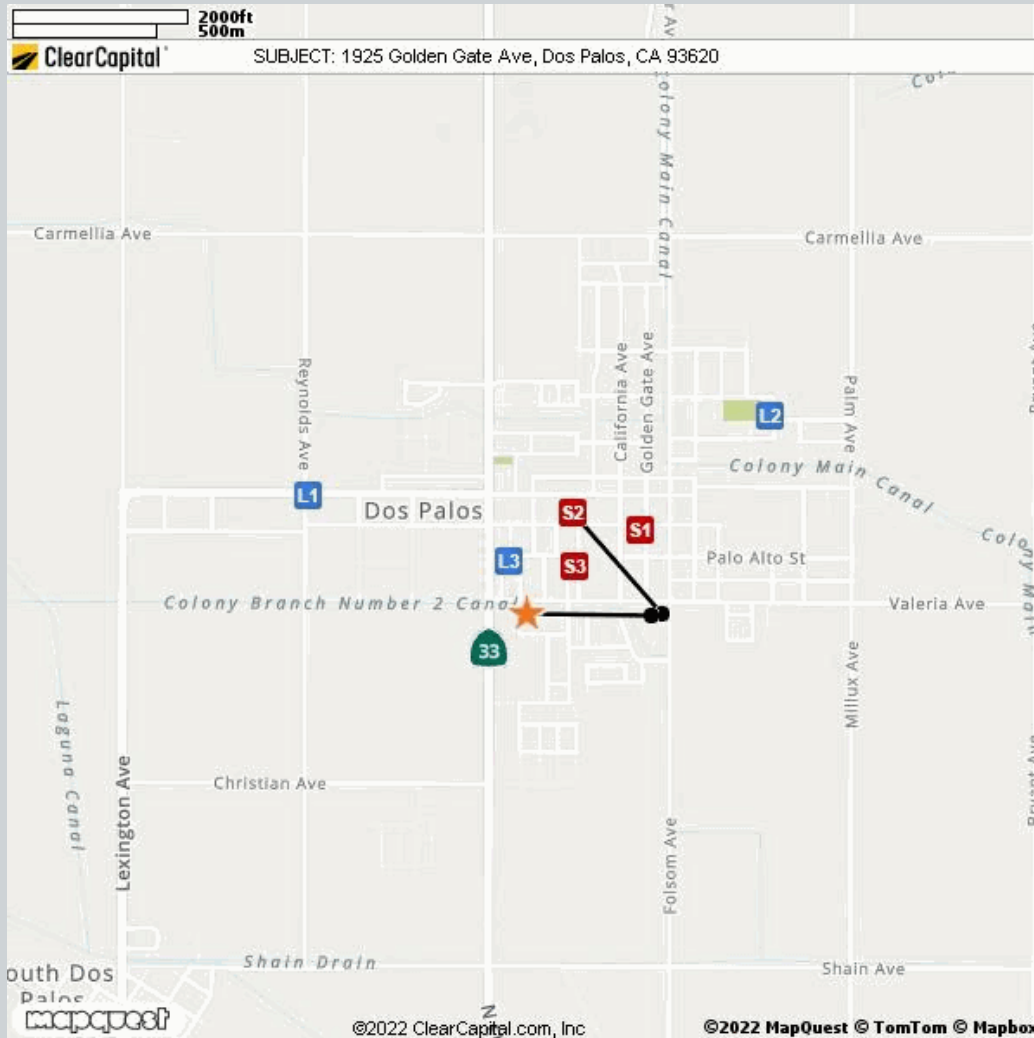 2000ft
500m
r Av
ClearCapital
SUBJECT: 1925 Golden Gate Ave, Dos Palos, CA 93620
Colony Main Canal
Carmellia Ave
Carmellia Ave
Reynolds Ave
California Ave
Golden Gate Ave
Palm Ave
L2
Colony Main Canal
L1
Dos Palos
S2
S1
L3
S3
Palo Alto St
Colony Branch Number 2 Canal
Valeria Ave
33
Millux Ave
Laguna Canal
Lexington Ave
Christian Ave
Folsom Ave
Bryant Ave
Shain Drain
Shain Ave
outh Dos
Palos
mapquest
N
©2022 ClearCapital.com, Inc
©2022 MapQuest © TomTom © Mapbox